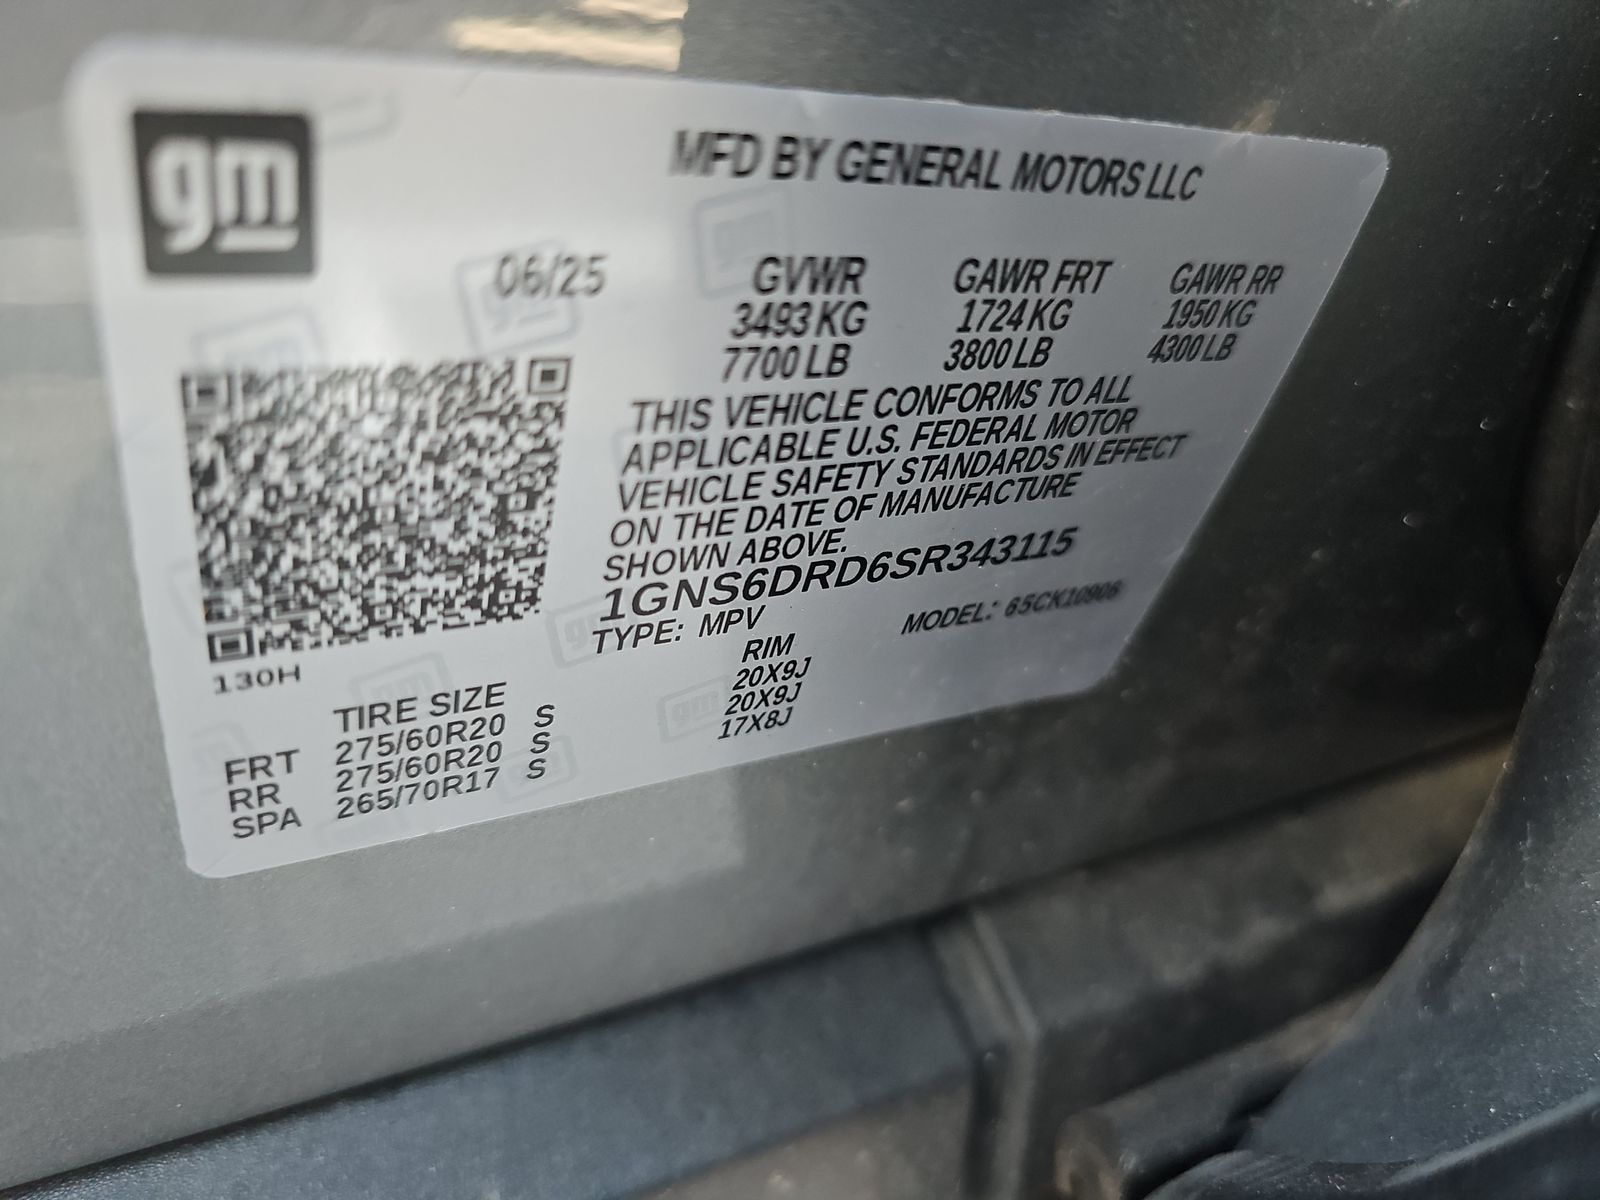 gm
MFD BY GENERAL MOTORS LLC
06/25 GVWR GAWR FRT GAWR RR
3493 KG 1724 KG 1950 KG
7700 LB 3800 LB 4300 LB
THIS VEHICLE CONFORMS TO ALL
APPLICABLE U.S. FEDERAL MOTOR
VEHICLE SAFETY STANDARDS IN EFFECT
ON THE DATE OF MANUFACTURE
SHOWN ABOVE.
1GNS6DRD6SR343115
TYPE: MPV MODEL: 65CK10906
130H
TIRE SIZE RIM
FRT 275/60R20 S 20X9J
RR 275/60R20 S 20X9J
SPA 265/70R17 S 17X8J